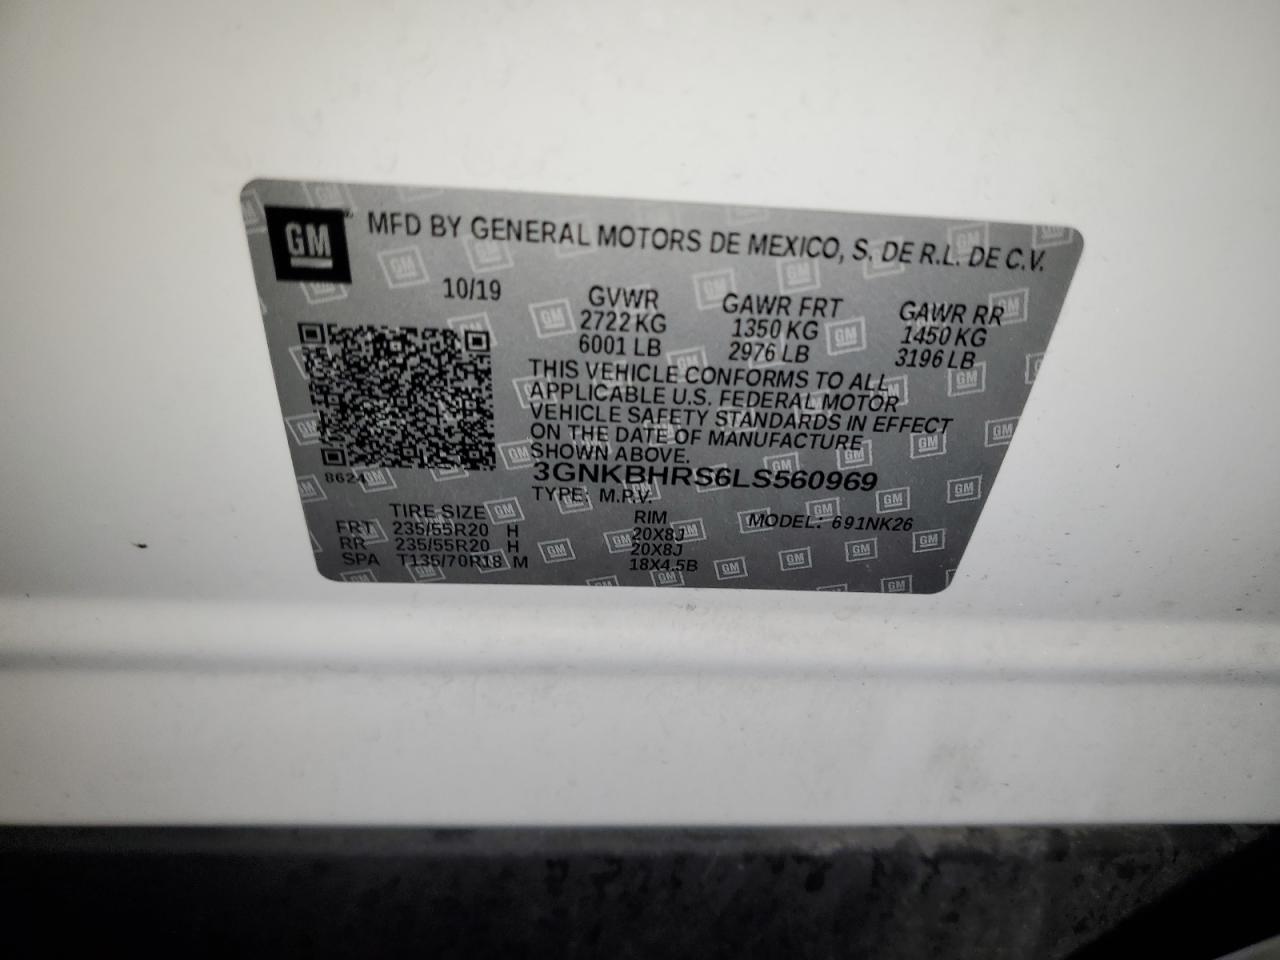 GM
MFD BY GENERAL MOTORS DE MEXICO, S. DE R.L. DE C.V.
10/19
GVWR GAWR FRT GAWR RR
2722 KG 1350 KG 1450 KG
6001 LB 2976 LB 3196 LB
THIS VEHICLE CONFORMS TO ALL
APPLICABLE U.S. FEDERAL MOTOR
VEHICLE SAFETY STANDARDS IN EFFECT
ON THE DATE OF MANUFACTURE
SHOWN ABOVE.
8624
3GNKBHRS6LS560969
TYPE: M.P.V.
TIRE SIZE RIM MODEL: 691NK26
FRT 235/55R20 H 20X8J
RR 235/55R20 H 20X8J
SPA T135/70R18 M 18X4.5B